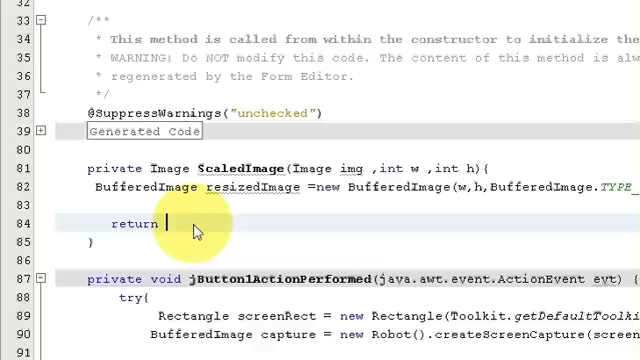 32
33 /**
34 * This method is called from within the constructor to initialize the
35 * WARNING: Do NOT modify this code. The content of this method is alw
36 * regenerated by the Form Editor.
37 */
38 @SuppressWarnings("unchecked")
39 Generated Code
80
81 private Image ScaledImage(Image img ,int w ,int h){
82 BufferedImage resizedImage =new BufferedImage(w,h,BufferedImage.TYPE_
83
84 return
85 }
86
87 private void jButton1ActionPerformed(java.awt.event.ActionEvent evt) {
88 try{
89 Rectangle screenRect = new Rectangle(Toolkit.getDefaultToolki
90 BufferedImage capture = new Robot().createScreenCapture(screen
91